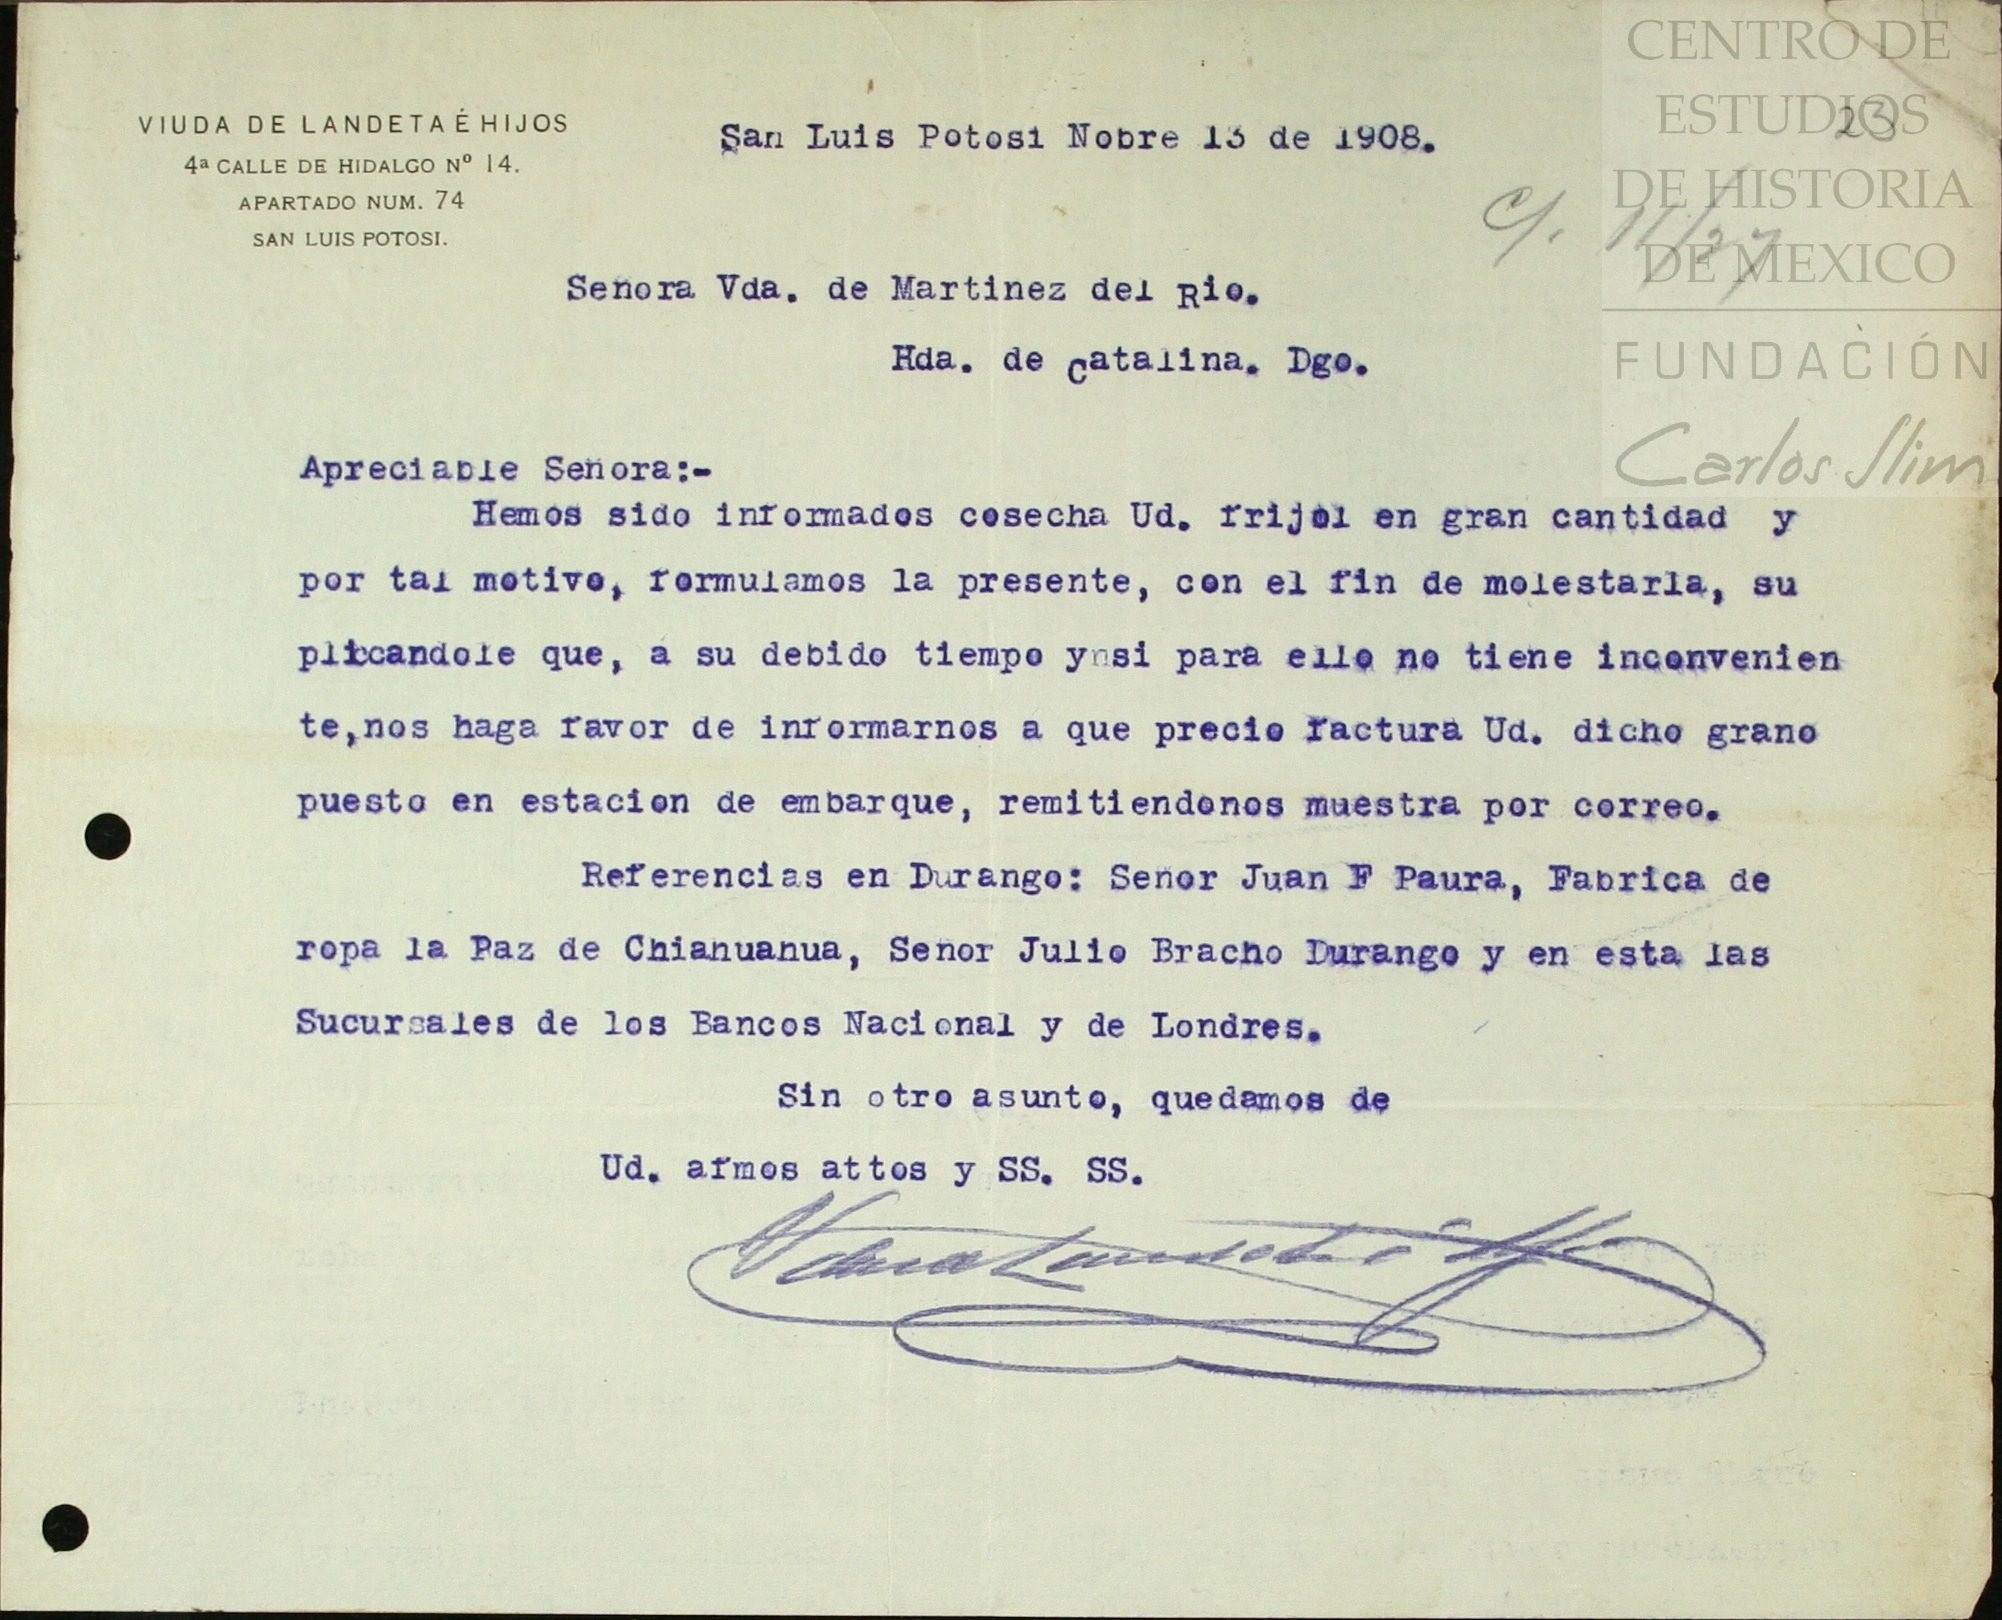 VIUDA DE LANDETA É HIJOS
4ª CALLE DE HIDALGO Nº 14.
APARTADO NUM. 74
SAN LUIS POTOSI.
San Luis Potosi Nobre 13 de 1908.
23
C/. 11/27
Señora Vda. de Martinez del Rio.
Hda. de Catalina. Dgo.
Apreciable Señora:-
Hemos sido informados cosecha Ud. frijol en gran cantidad y
por tal motivo, formulamos la presente, con el fin de molestarla, su
plicandole que, a su debido tiempo y si para ello no tiene inconvenien
te,nos haga favor de informarnos a que precio factura Ud. dicho grano
puesto en estacion de embarque, remitiendonos muestra por correo.
Referencias en Durango: Señor Juan F Paura, Fabrica de
ropa la Paz de Chiahuahua, Señor Julio Bracho Durango y en esta las
Sucursales de los Bancos Nacional y de Londres.
Sin otro asunto, quedamos de
Ud. afmos attos y SS. SS.
Vda de Landeta é Hijos
CENTRO DE
ESTUDIOS
DE HISTORIA
DE MEXICO
FUNDACIÓN
Carlos Slim